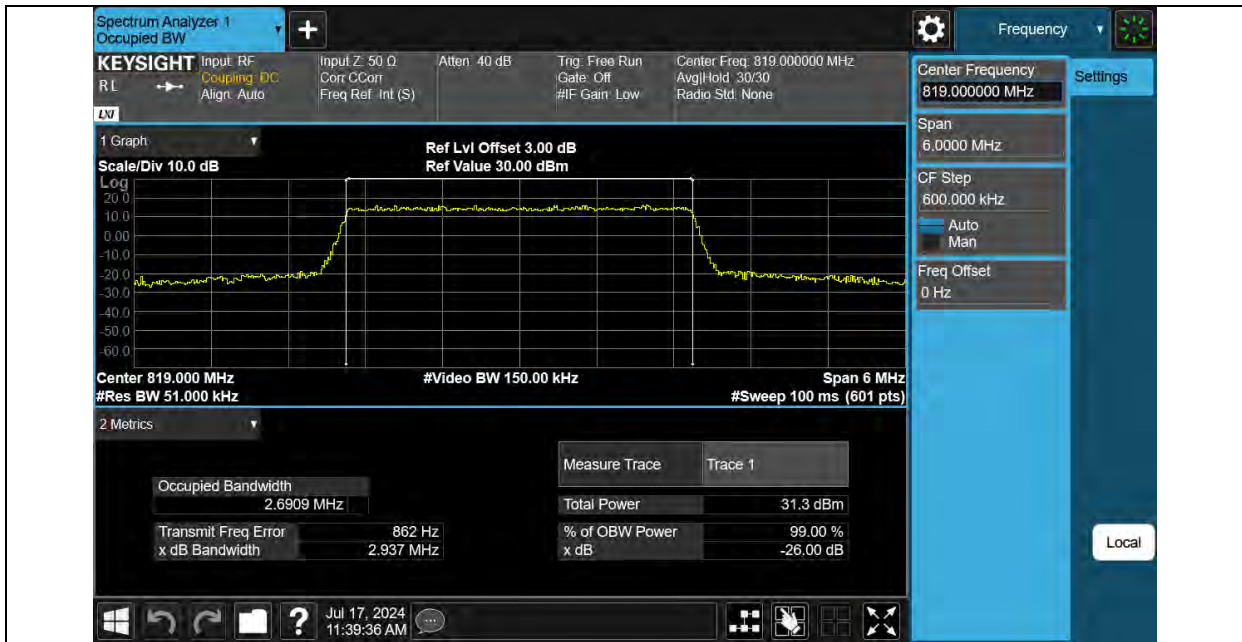 Spectrum Analyzer 1
Occupied BW
Frequency
KEYSIGHT
R L
LXI
Input: RF
Coupling: DC
Align: Auto
Input Z: 50 Ω
Corr CCorr
Freq Ref: Int (S)
Atten: 40 dB
Trig: Free Run
Gate: Off
#IF Gain: Low
Center Freq: 819.000000 MHz
Avg|Hold: 30/30
Radio Std: None
Center Frequency
819.000000 MHz
Settings
Span
6.0000 MHz
CF Step
600.000 kHz
Auto
Man
Freq Offset
0 Hz
Local
1 Graph
Scale/Div 10.0 dB
Ref Lvl Offset 3.00 dB
Ref Value 30.00 dBm
Log
20.0
10.0
0.00
-10.0
-20.0
-30.0
-40.0
-50.0
-60.0
Center 819.000 MHz
#Video BW 150.00 kHz
Span 6 MHz
#Res BW 51.000 kHz
#Sweep 100 ms (601 pts)
2 Metrics
Measure Trace
Trace 1
Occupied Bandwidth
2.6909 MHz
Total Power
31.3 dBm
Transmit Freq Error
862 Hz
% of OBW Power
99.00 %
x dB Bandwidth
2.937 MHz
x dB
-26.00 dB
?
Jul 17, 2024
11:39:36 AM